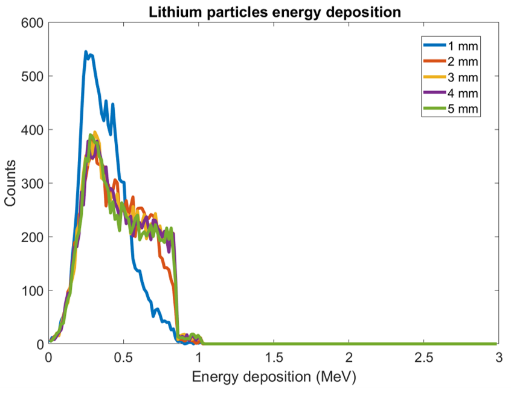 Lithium particles energy deposition
600
500
400
300
200
100
0
Counts
0 0.5 1 1.5 2 2.5 3
Energy deposition (MeV)
1 mm
2 mm
3 mm
4 mm
5 mm